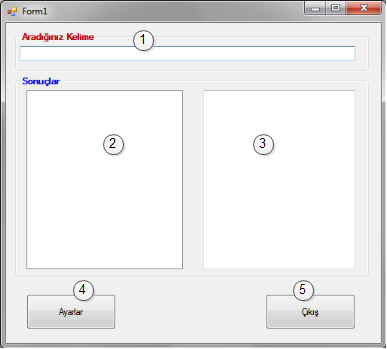 Form1
Aradığınız Kelime
1
Sonuçlar
2
3
4
5
Ayarlar
Çıkış